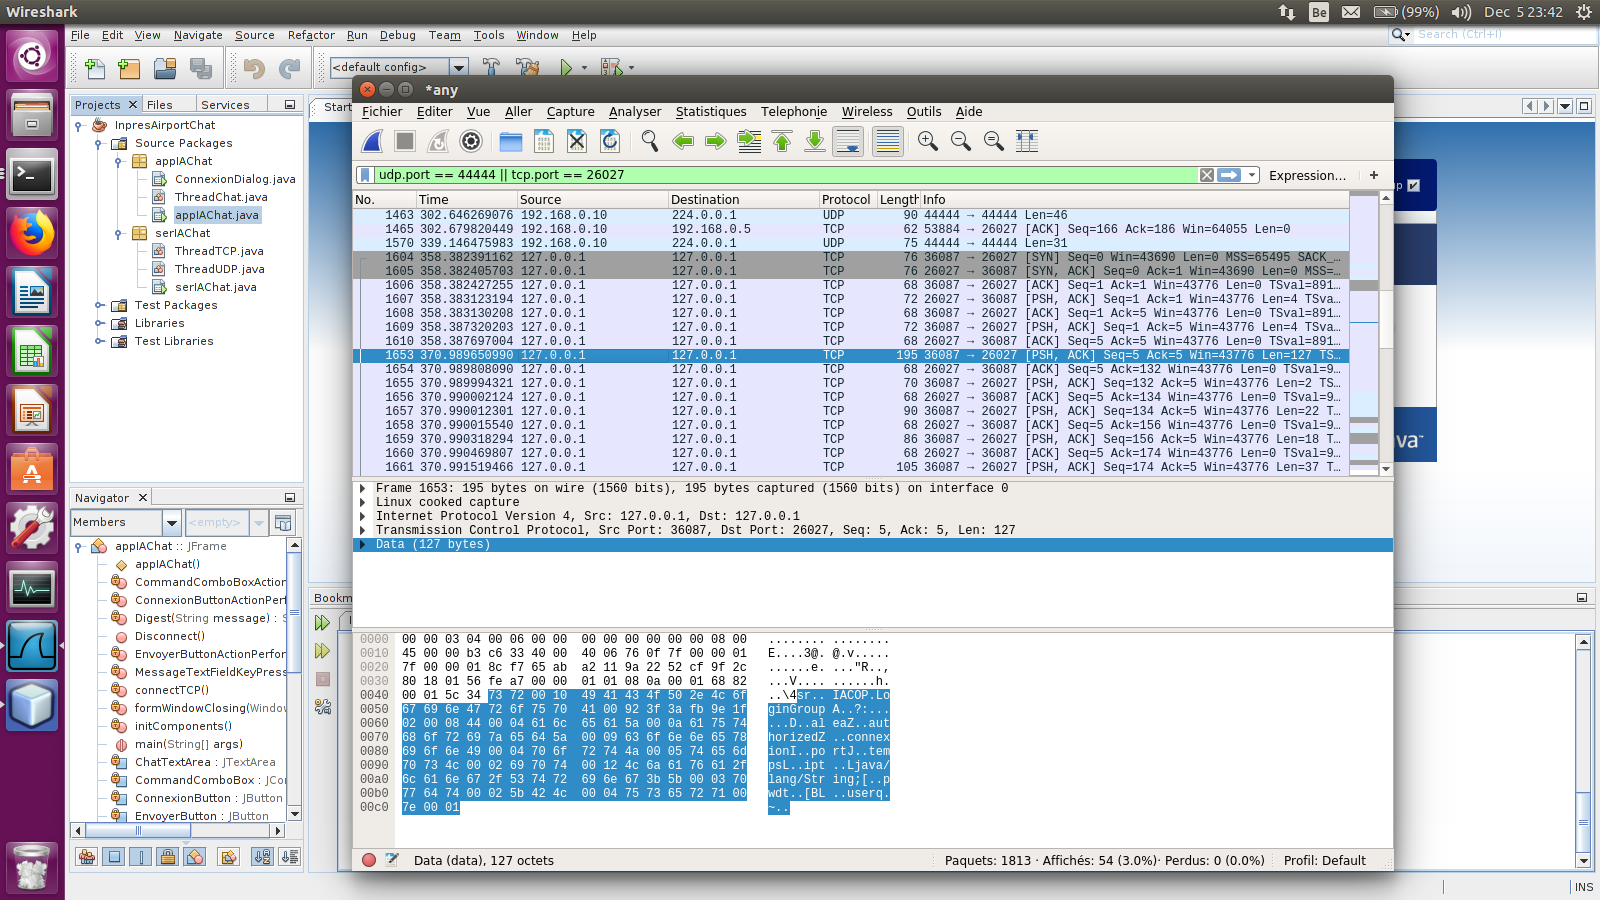 Wireshark
Be
(99%)
Dec 5 23:42
File Edit View Navigate Source Refactor Run Debug Team Tools Window Help
Search (Ctrl+I)
<default config>
Projects Files Services
Start
InpresAirportChat
Source Packages
appIAChat
ConnexionDialog.java
ThreadChat.java
appIAChat.java
serIAChat
ThreadTCP.java
ThreadUDP.java
serIAChat.java
Test Packages
Libraries
Test Libraries
Navigator
Members
<empty>
appIAChat :: JFrame
appIAChat()
CommandComboBoxAction
ConnexionButtonActionPerf
Digest(String message) : S
Disconnect()
EnvoyerButtonActionPerfor
MessageTextFieldKeyPress
connectTCP()
formWindowClosing(Window
initComponents()
main(String[] args)
ChatTextArea : JTextArea
CommandComboBox : JCor
ConnexionButton : JButton
EnvoyerButton : JButton
Bookm
*any
Fichier Editer Vue Aller Capture Analyser Statistiques Telephonie Wireless Outils Aide
udp.port == 44444 || tcp.port == 26027
Expression... +
No. Time Source Destination Protocol Length Info
1463 302.646269076 192.168.0.10 224.0.0.1 UDP 90 44444 → 44444 Len=46
1465 302.679820449 192.168.0.10 192.168.0.5 TCP 62 53884 → 26027 [ACK] Seq=166 Ack=186 Win=64055 Len=0
1570 339.146475983 192.168.0.10 224.0.0.1 UDP 75 44444 → 44444 Len=31
1604 358.382391162 127.0.0.1 127.0.0.1 TCP 76 36087 → 26027 [SYN] Seq=0 Win=43690 Len=0 MSS=65495 SACK_…
1605 358.382405703 127.0.0.1 127.0.0.1 TCP 76 26027 → 36087 [SYN, ACK] Seq=0 Ack=1 Win=43690 Len=0 MSS=…
1606 358.382427255 127.0.0.1 127.0.0.1 TCP 68 36087 → 26027 [ACK] Seq=1 Ack=1 Win=43776 Len=0 TSval=891…
1607 358.383123194 127.0.0.1 127.0.0.1 TCP 72 36087 → 26027 [PSH, ACK] Seq=1 Ack=1 Win=43776 Len=4 TSva…
1608 358.383130208 127.0.0.1 127.0.0.1 TCP 68 26027 → 36087 [ACK] Seq=1 Ack=5 Win=43776 Len=0 TSval=891…
1609 358.387320203 127.0.0.1 127.0.0.1 TCP 72 26027 → 36087 [PSH, ACK] Seq=1 Ack=5 Win=43776 Len=4 TSva…
1610 358.387697004 127.0.0.1 127.0.0.1 TCP 68 36087 → 26027 [ACK] Seq=5 Ack=5 Win=43776 Len=0 TSval=891…
1653 370.989650990 127.0.0.1 127.0.0.1 TCP 195 36087 → 26027 [PSH, ACK] Seq=5 Ack=5 Win=43776 Len=127 TS…
1654 370.989808090 127.0.0.1 127.0.0.1 TCP 68 26027 → 36087 [ACK] Seq=5 Ack=132 Win=43776 Len=0 TSval=9…
1655 370.989994321 127.0.0.1 127.0.0.1 TCP 70 36087 → 26027 [PSH, ACK] Seq=132 Ack=5 Win=43776 Len=2 TS…
1656 370.990002124 127.0.0.1 127.0.0.1 TCP 68 26027 → 36087 [ACK] Seq=5 Ack=134 Win=43776 Len=0 TSval=9…
1657 370.990012301 127.0.0.1 127.0.0.1 TCP 90 36087 → 26027 [PSH, ACK] Seq=134 Ack=5 Win=43776 Len=22 T…
1658 370.990015540 127.0.0.1 127.0.0.1 TCP 68 26027 → 36087 [ACK] Seq=5 Ack=156 Win=43776 Len=0 TSval=9…
1659 370.990318294 127.0.0.1 127.0.0.1 TCP 86 36087 → 26027 [PSH, ACK] Seq=156 Ack=5 Win=43776 Len=18 T…
1660 370.990469807 127.0.0.1 127.0.0.1 TCP 68 26027 → 36087 [ACK] Seq=5 Ack=174 Win=43776 Len=0 TSval=9…
1661 370.991519466 127.0.0.1 127.0.0.1 TCP 105 36087 → 26027 [PSH, ACK] Seq=174 Ack=5 Win=43776 Len=37 T…
Frame 1653: 195 bytes on wire (1560 bits), 195 bytes captured (1560 bits) on interface 0
Linux cooked capture
Internet Protocol Version 4, Src: 127.0.0.1, Dst: 127.0.0.1
Transmission Control Protocol, Src Port: 36087, Dst Port: 26027, Seq: 5, Ack: 5, Len: 127
Data (127 bytes)
0000 00 00 03 04 00 06 00 00 00 00 00 00 00 00 08 00 ........ ........
0010 45 00 00 b3 c6 33 40 00 40 06 76 0f 7f 00 00 01 E....3@. @.v.....
0020 7f 00 00 01 8c f7 65 ab a2 11 9a 22 52 cf 9f 2c ......e. ..."R..,
0030 80 18 01 56 fe a7 00 00 01 01 08 0a 00 01 68 82 ...V.... ......h.
0040 00 01 5c 34 73 72 00 10 49 41 43 4f 50 2e 4c 6f ..\4sr.. IACOP.Lo
0050 67 69 6e 47 72 6f 75 70 41 00 92 3f 3a fb 9e 1f ginGroup A..?:...
0060 02 00 08 44 00 04 61 6c 65 61 5a 00 0a 61 75 74 ...D..al eaZ..aut
0070 68 6f 72 69 7a 65 64 5a 00 09 63 6f 6e 6e 65 78 horizedZ ..connex
0080 69 6f 6e 49 00 04 70 6f 72 74 4a 00 05 74 65 6d ionI..po rtJ..tem
0090 70 73 4c 00 02 69 70 74 00 12 4c 6a 61 76 61 2f psL..ipt ..Ljava/
00a0 6c 61 6e 67 2f 53 74 72 69 6e 67 3b 5b 00 03 70 lang/Str ing;[..p
00b0 77 64 74 00 02 5b 42 4c 00 04 75 73 65 72 71 00 wdt..[BL ..userq.
00c0 7e 00 01 ~..
Data (data), 127 octets
Paquets: 1813 · Affichés: 54 (3.0%)· Perdus: 0 (0.0%)
Profil: Default
INS